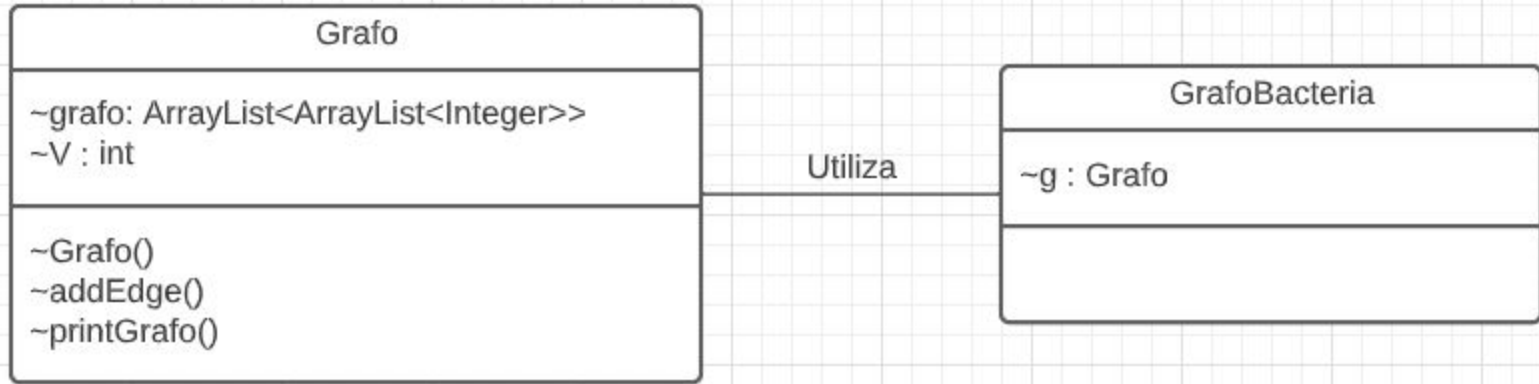 Grafo
~grafo: ArrayList<ArrayList<Integer>>
~V : int
~Grafo()
~addEdge()
~printGrafo()
Utiliza
GrafoBacteria
~g : Grafo